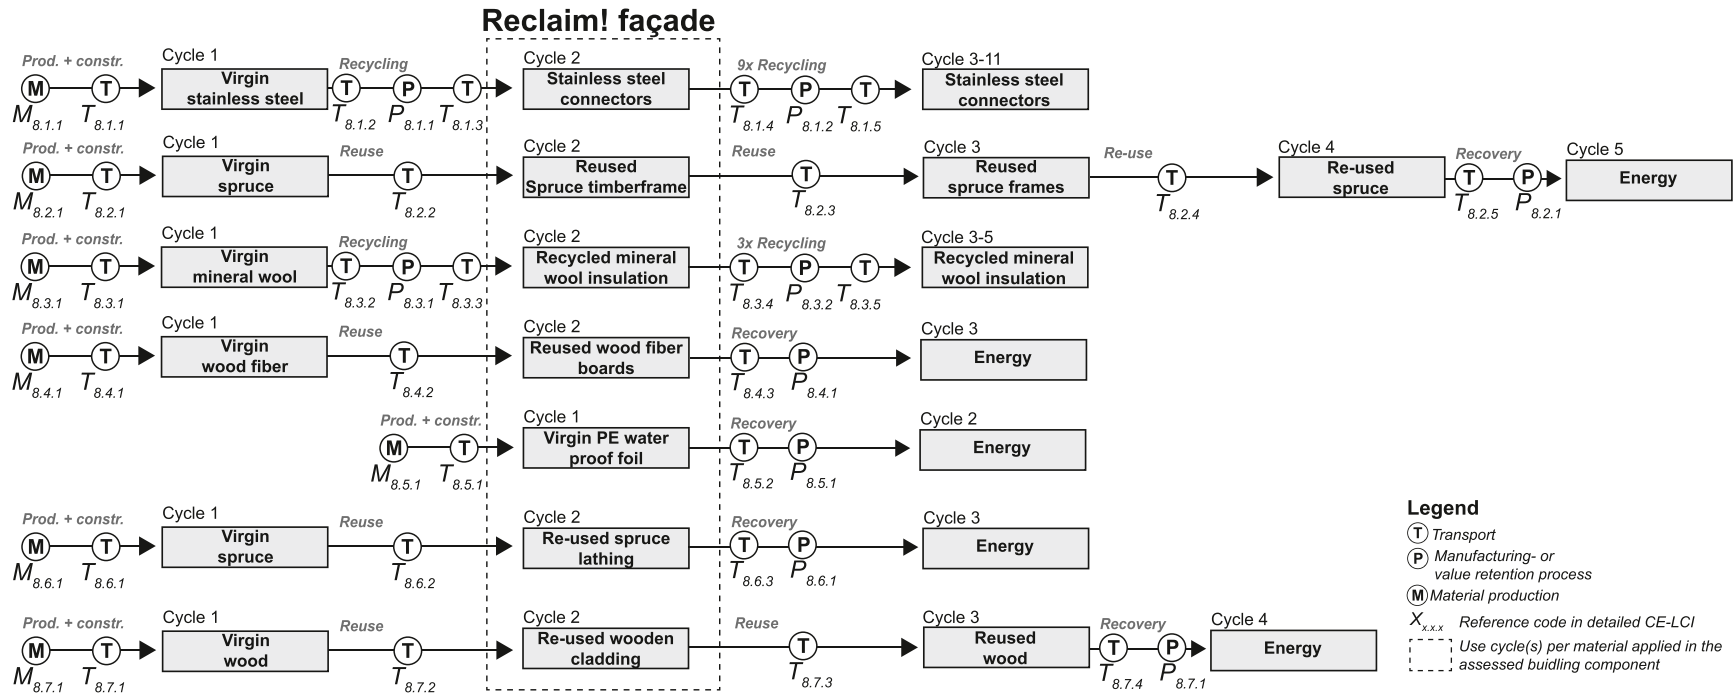 Reclaim! façade
Prod. + constr.
Cycle 1
Recycling
Cycle 2
9x Recycling
Cycle 3-11
M
T
Virgin
stainless steel
T
P
T
Stainless steel
connectors
T
P
T
Stainless steel
connectors
M8.1.1
T8.1.1
T8.1.2
P8.1.1
T8.1.3
T8.1.4
P8.1.2
T8.1.5
Prod. + constr.
Cycle 1
Reuse
Cycle 2
Reuse
Cycle 3
Re-use
Cycle 4
Recovery
Cycle 5
M
T
Virgin
spruce
T
Reused
Spruce timberframe
T
Reused
spruce frames
T
Re-used
spruce
T
P
Energy
M8.2.1
T8.2.1
T8.2.2
T8.2.3
T8.2.4
T8.2.5
P8.2.1
Prod. + constr.
Cycle 1
Recycling
Cycle 2
3x Recycling
Cycle 3-5
M
T
Virgin
mineral wool
T
P
T
Recycled mineral
wool insulation
T
P
T
Recycled mineral
wool insulation
M8.3.1
T8.3.1
T8.3.2
P8.3.1
T8.3.3
T8.3.4
P8.3.2
T8.3.5
Prod. + constr.
Cycle 1
Reuse
Cycle 2
Recovery
Cycle 3
M
T
Virgin
wood fiber
T
Reused wood fiber
boards
T
P
Energy
M8.4.1
T8.4.1
T8.4.2
T8.4.3
P8.4.1
Prod. + constr.
Cycle 1
Recovery
Cycle 2
M
T
Virgin PE water
proof foil
T
P
Energy
M8.5.1
T8.5.1
T8.5.2
P8.5.1
Prod. + constr.
Cycle 1
Reuse
Cycle 2
Recovery
Cycle 3
M
T
Virgin
spruce
T
Re-used spruce
lathing
T
P
Energy
M8.6.1
T8.6.1
T8.6.2
T8.6.3
P8.6.1
Prod. + constr.
Cycle 1
Reuse
Cycle 2
Reuse
Cycle 3
Recovery
Cycle 4
M
T
Virgin
wood
T
Re-used wooden
cladding
T
Reused
wood
T
P
Energy
M8.7.1
T8.7.1
T8.7.2
T8.7.3
T8.7.4
P8.7.1
Legend
T Transport
P Manufacturing- or
value retention process
M Material production
Xx.x.x Reference code in detailed CE-LCI
Use cycle(s) per material applied in the
assessed buidling component